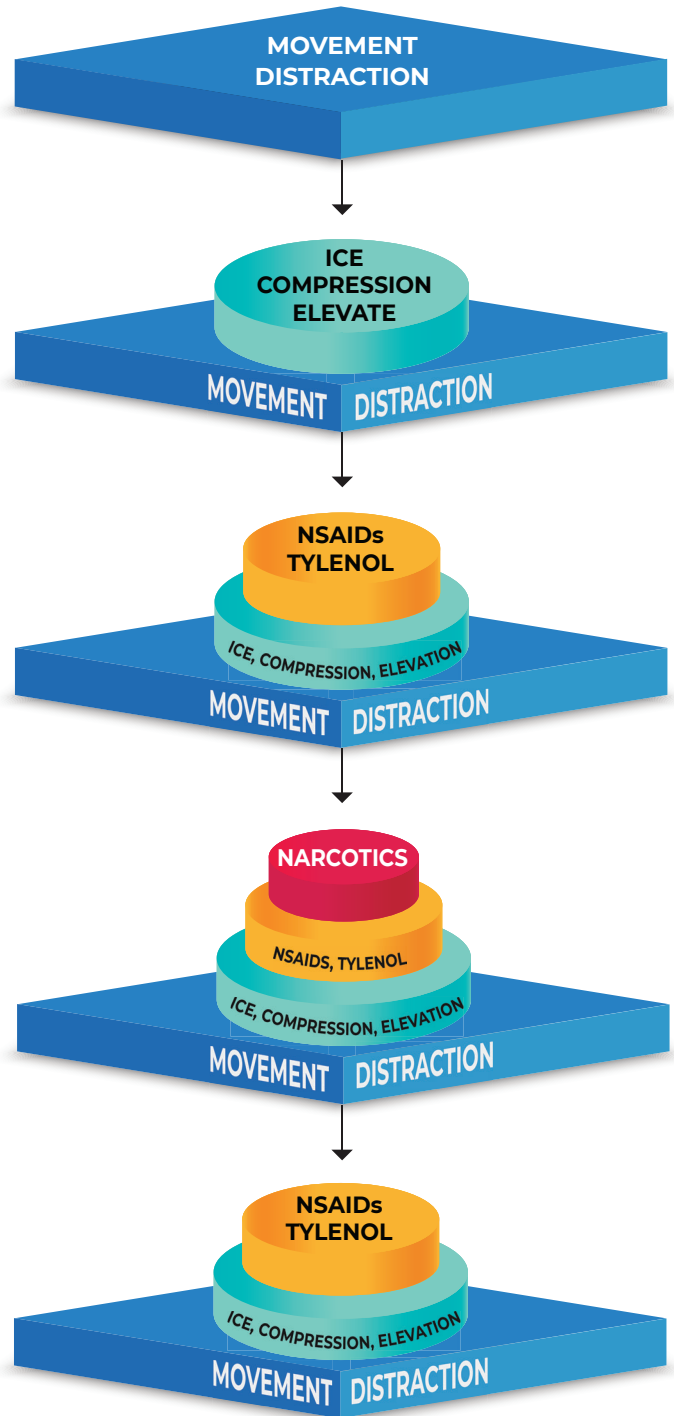 MOVEMENT
DISTRACTION
ICE
COMPRESSION
ELEVATE
MOVEMENT DISTRACTION
NSAIDs
TYLENOL
ICE, COMPRESSION, ELEVATION
MOVEMENT DISTRACTION
NARCOTICS
NSAIDS, TYLENOL
ICE, COMPRESSION, ELEVATION
MOVEMENT DISTRACTION
NSAIDs
TYLENOL
ICE, COMPRESSION, ELEVATION
MOVEMENT DISTRACTION